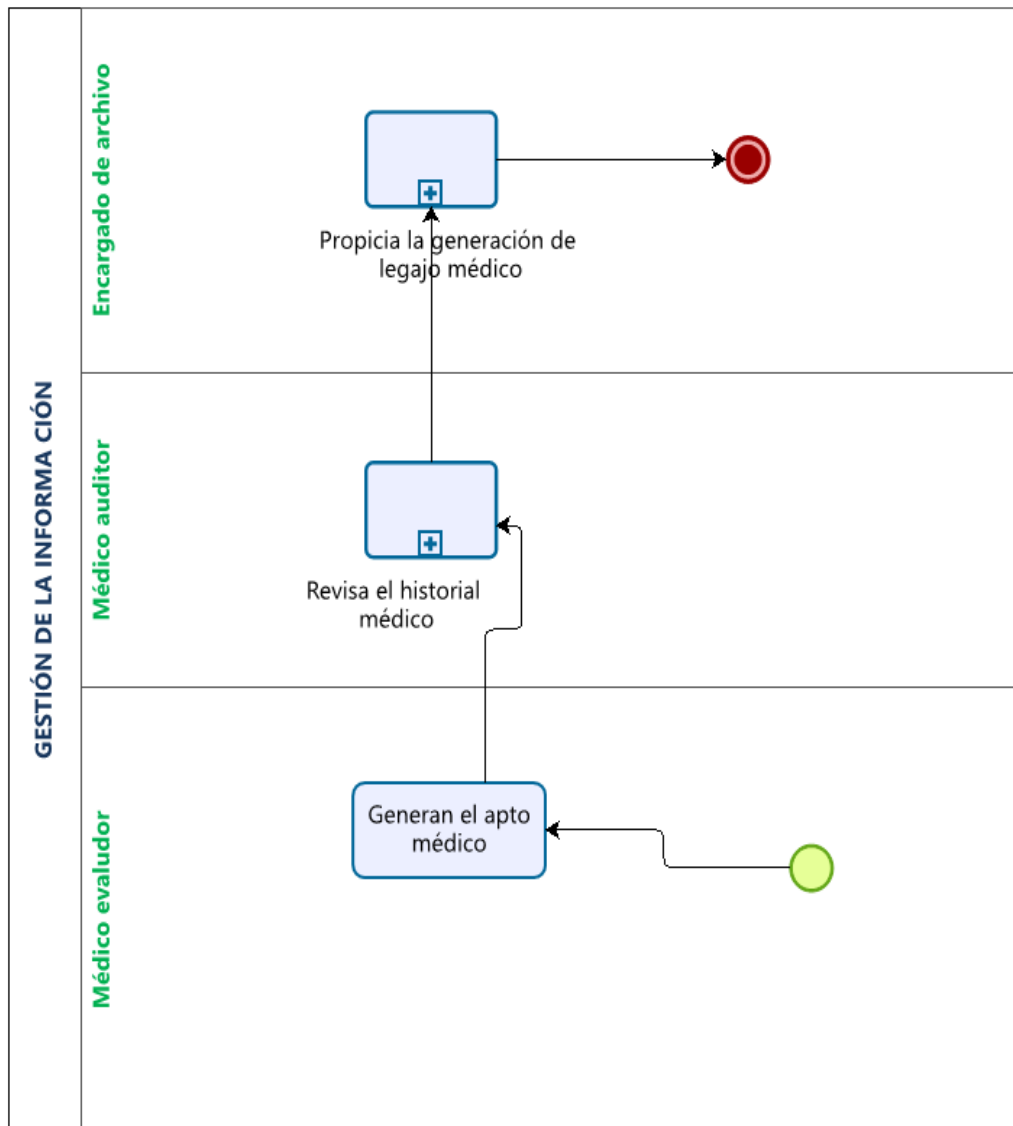 GESTIÓN DE LA INFORMA CIÓN
Encargado de archivo
Propicia la generación de
legajo médico
Médico auditor
Revisa el historial
médico
Médico evaludor
Generan el apto
médico